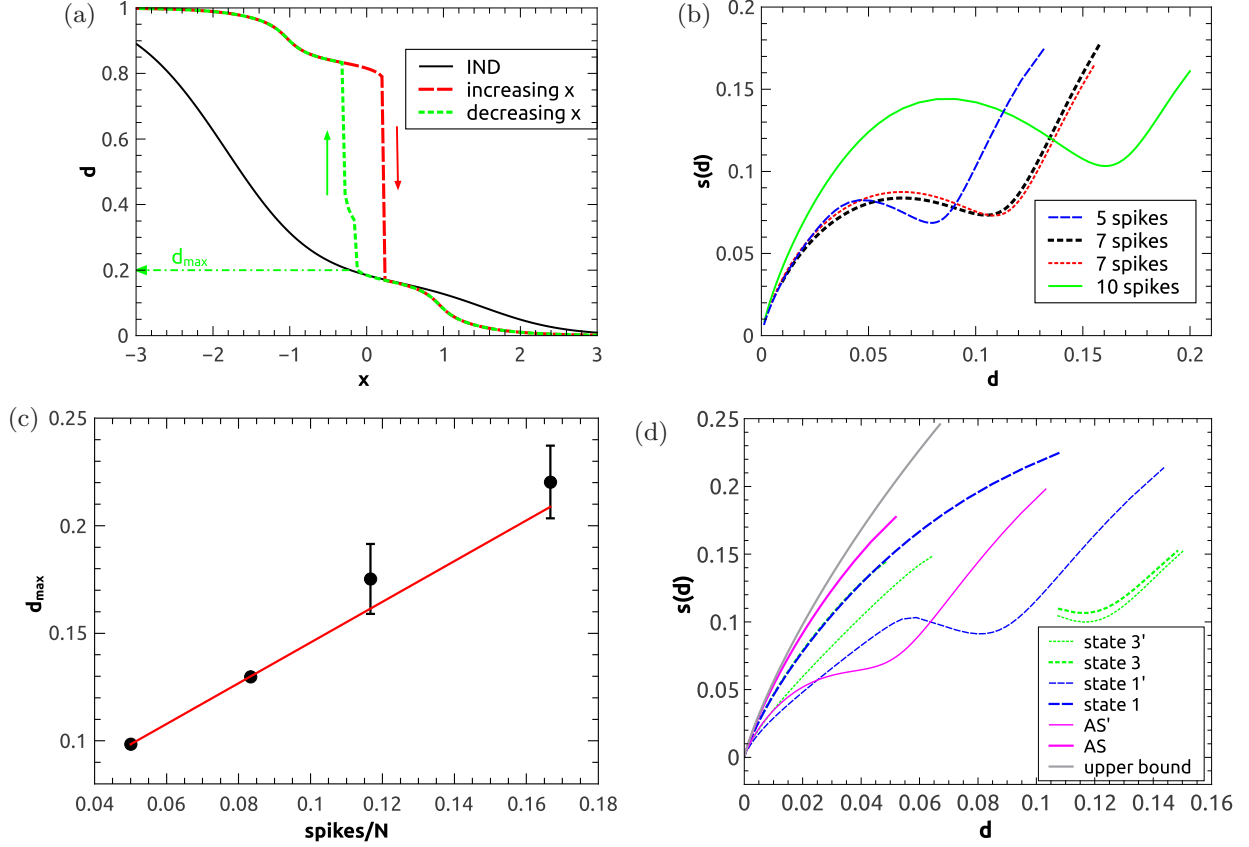 (a)
1
0.8
0.6
0.4
0.2
0
d
IND
increasing x
decreasing x
d_max
−3 −2 −1 0 1 2 3
x
(b)
0.2
0.15
0.1
0.05
0
s(d)
5 spikes
7 spikes
7 spikes
10 spikes
0 0.05 0.1 0.15 0.2
d
(c)
0.25
0.2
0.15
0.1
d_max
0.04 0.06 0.08 0.1 0.12 0.14 0.16 0.18
spikes/N
(d)
0.25
0.2
0.15
0.1
0.05
0
s(d)
state 3'
state 3
state 1'
state 1
AS'
AS
upper bound
0 0.02 0.04 0.06 0.08 0.1 0.12 0.14 0.16
d